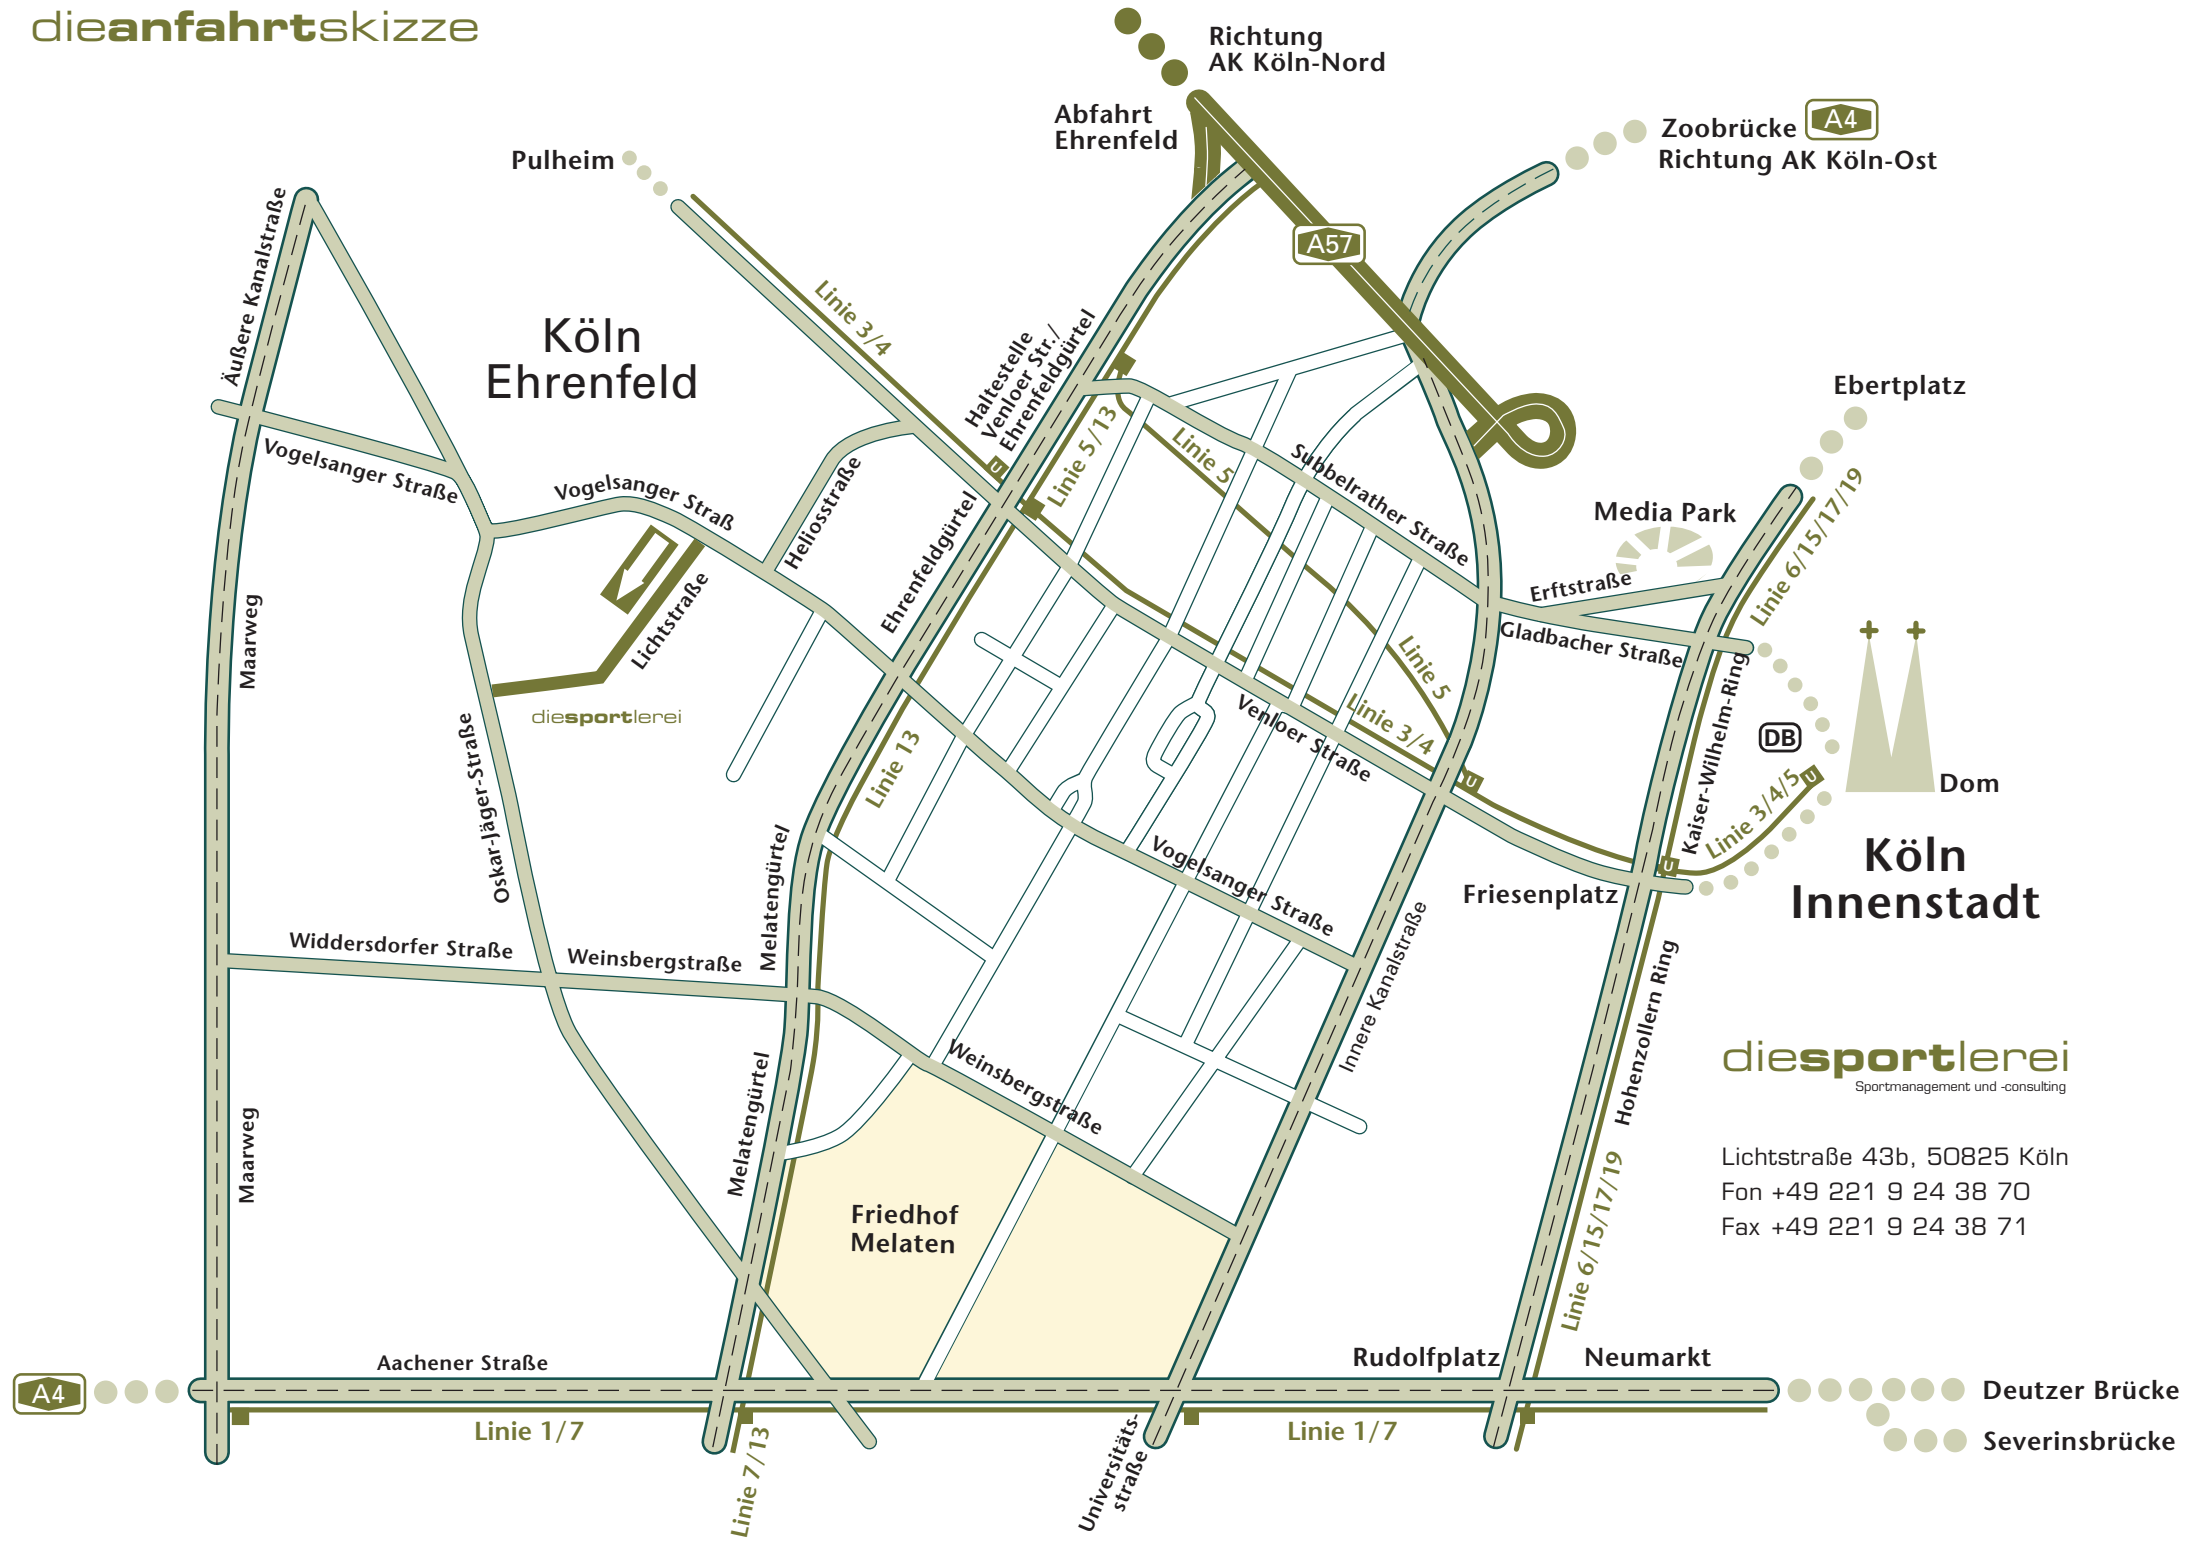 dieanfahrtskizze
Richtung
AK Köln-Nord
Abfahrt
Ehrenfeld
Zoobrücke A4
Richtung AK Köln-Ost
Pulheim
Äußere Kanalstraße
A57
Linie 3/4
Köln
Ehrenfeld
Haltestelle
Venloer Str./
Ehrenfeldgürtel
Ebertplatz
Vogelsanger Straße
Vogelsanger Straß
Heliosstraße
U
Linie 5/13
Linie 5
Subbelrather Straße
Media Park
Linie 6/15/17/19
Ehrenfeldgürtel
Erftstraße
Gladbacher Straße
Maarweg
Lichtstraße
diesportlerei
Linie 5
Linie 3/4
Venloer Straße
Kaiser-Wilhelm-Ring
DB
Dom
Oskar-Jäger-Straße
Linie 13
U
U
Linie 3/4/5
Köln
Innenstadt
Melatengürtel
Vogelsanger Straße
U
Friesenplatz
Innere Kanalstraße
Widdersdorfer Straße
Weinsbergstraße
Hohenzollern Ring
diesportlerei
Sportmanagement und -consulting
Melatengürtel
Weinsbergstraße
Maarweg
Lichtstraße 43b, 50825 Köln
Fon +49 221 9 24 38 70
Fax +49 221 9 24 38 71
Friedhof
Melaten
Linie 6/15/17/19
Aachener Straße
Rudolfplatz
Neumarkt
A4
Deutzer Brücke
Linie 1/7
Linie 1/7
Severinsbrücke
Linie 7/13
Universitäts-
straße